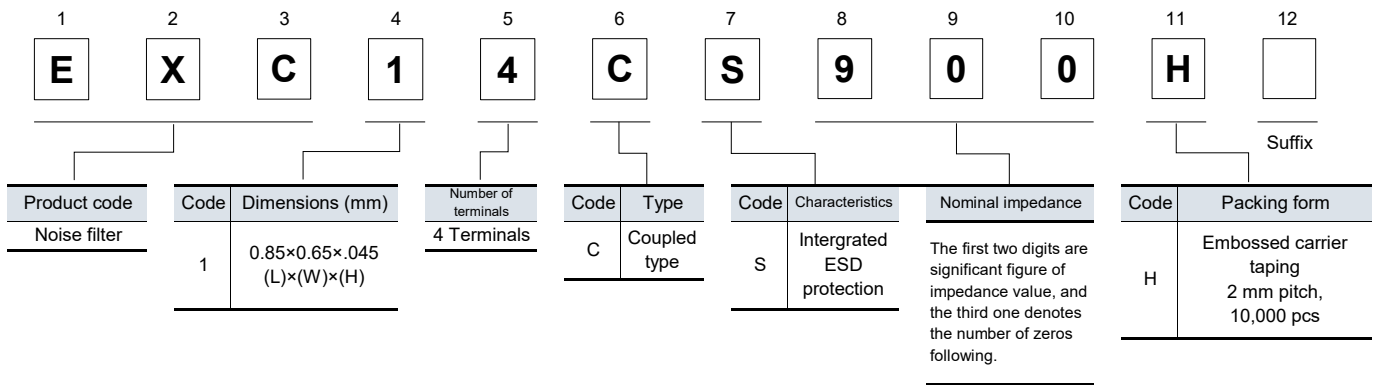 1 2 3 4 5 6 7 8 9 10 11 12
E X C 1 4 C S 9 0 0 H
Suffix
Product code
Noise filter
Code Dimensions (mm)
1
0.85×0.65×.045
(L)×(W)×(H)
Number of
terminals
4 Terminals
Code Type
C
Coupled
type
Code Characteristics
S
Intergrated
ESD
protection
Nominal impedance
The first two digits are
significant figure of
impedance value, and
the third one denotes
the number of zeros
following.
Code Packing form
H
Embossed carrier
taping
2 mm pitch,
10,000 pcs